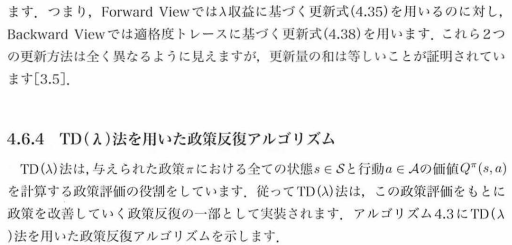 ます．つまり，Forward Viewではλ収益に基づく更新式(4.35)を用いるのに対し，
Backward Viewでは適格度トレースに基づく更新式(4.38)を用います．これら2つ
の更新方法は全く異なるように見えますが，更新量の和は等しいことが証明されてい
ます[3.5]．
4.6.4 TD(λ)法を用いた政策反復アルゴリズム
TD(λ)法は，与えられた政策πにおける全ての状態s∈Sと行動a∈Aの価値Q^π(s,a)
を計算する政策評価の役割をしています．従ってTD(λ)法は，この政策評価をもとに
政策を改善していく政策反復の一部として実装されます．アルゴリズム4.3にTD(λ
)法を用いた政策反復アルゴリズムを示します．